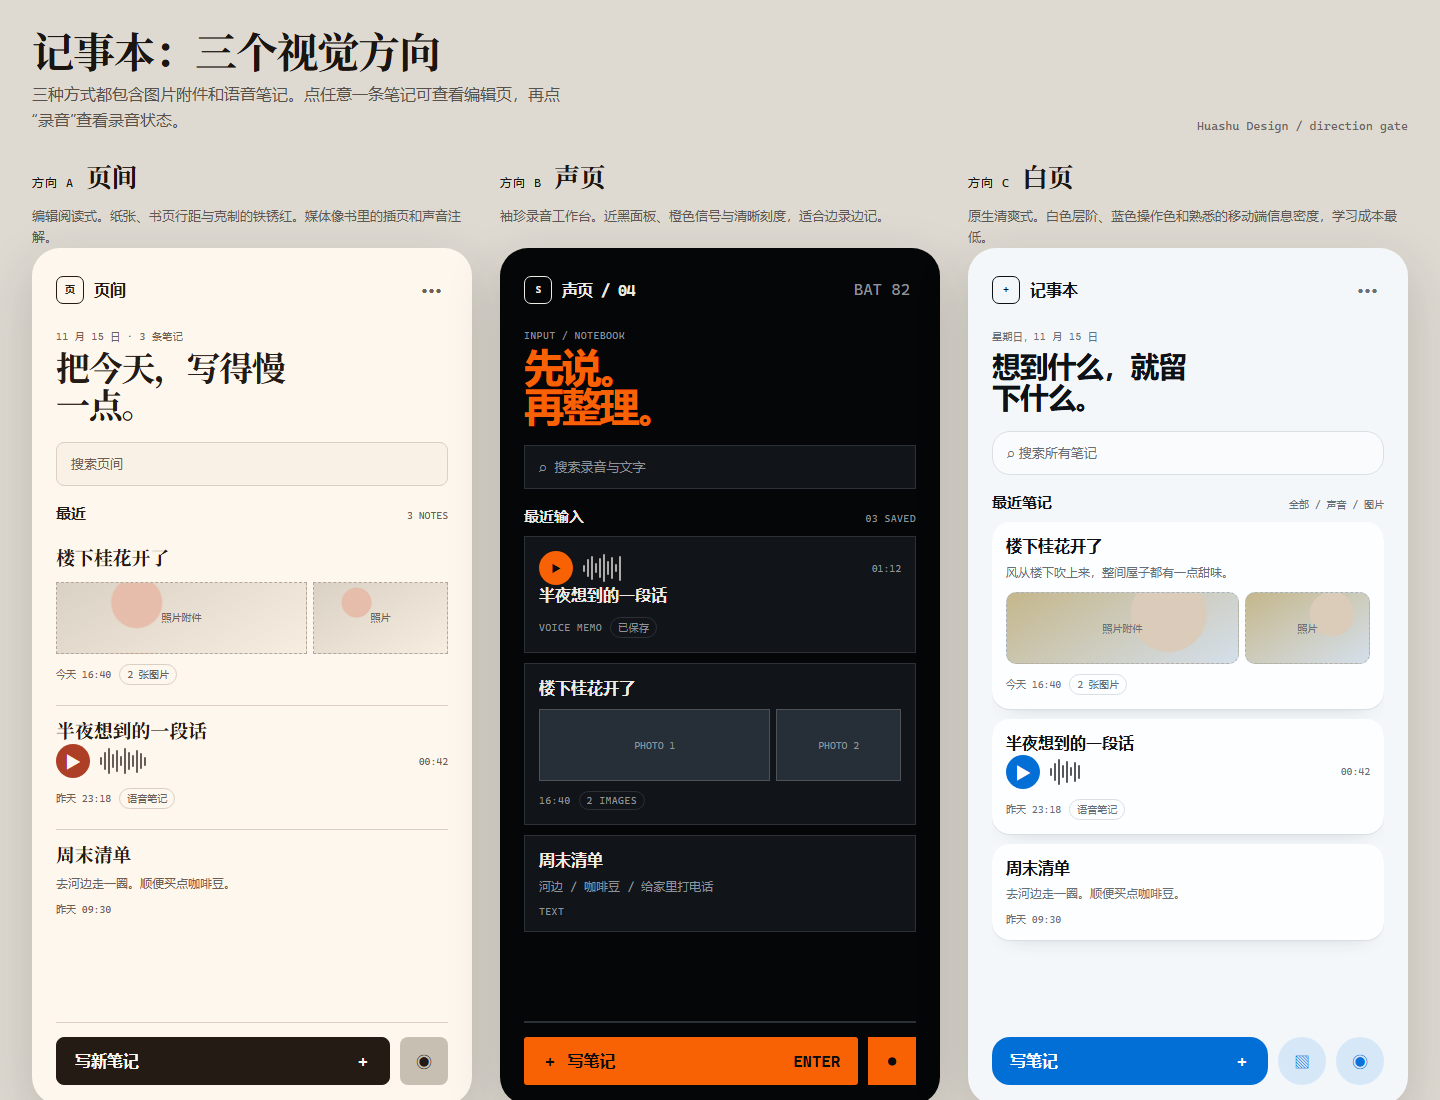 记事本：三个视觉方向
三种方式都包含图片附件和语音笔记。点任意一条笔记可查看编辑页，再点
“录音”查看录音状态。
Huashu Design / direction gate
方向 A 页间
编辑阅读式。纸张、书页行距与克制的铁锈红。媒体像书里的插页和声音注
解。
页 页间 •••
11 月 15 日 · 3 条笔记
把今天，写得慢
一点。
搜索页间
最近 3 NOTES
楼下桂花开了
照片附件 照片
今天 16:40 2 张图片
半夜想到的一段话
00:42
昨天 23:18 语音笔记
周末清单
去河边走一圈。顺便买点咖啡豆。
昨天 09:30
写新笔记 +
方向 B 声页
袖珍录音工作台。近黑面板、橙色信号与清晰刻度，适合边录边记。
S 声页 / 04 BAT 82
INPUT / NOTEBOOK
先说。
再整理。
⌕ 搜索录音与文字
最近输入 03 SAVED
01:12
半夜想到的一段话
VOICE MEMO 已保存
楼下桂花开了
PHOTO 1 PHOTO 2
16:40 2 IMAGES
周末清单
河边 / 咖啡豆 / 给家里打电话
TEXT
+ 写笔记 ENTER
方向 C 白页
原生清爽式。白色层阶、蓝色操作色和熟悉的移动端信息密度，学习成本最
低。
+ 记事本 •••
星期日，11 月 15 日
想到什么，就留
下什么。
⌕ 搜索所有笔记
最近笔记 全部 / 声音 / 图片
楼下桂花开了
风从楼下吹上来，整间屋子都有一点甜味。
照片附件 照片
今天 16:40 2 张图片
半夜想到的一段话
00:42
昨天 23:18 语音笔记
周末清单
去河边走一圈。顺便买点咖啡豆。
昨天 09:30
写笔记 +